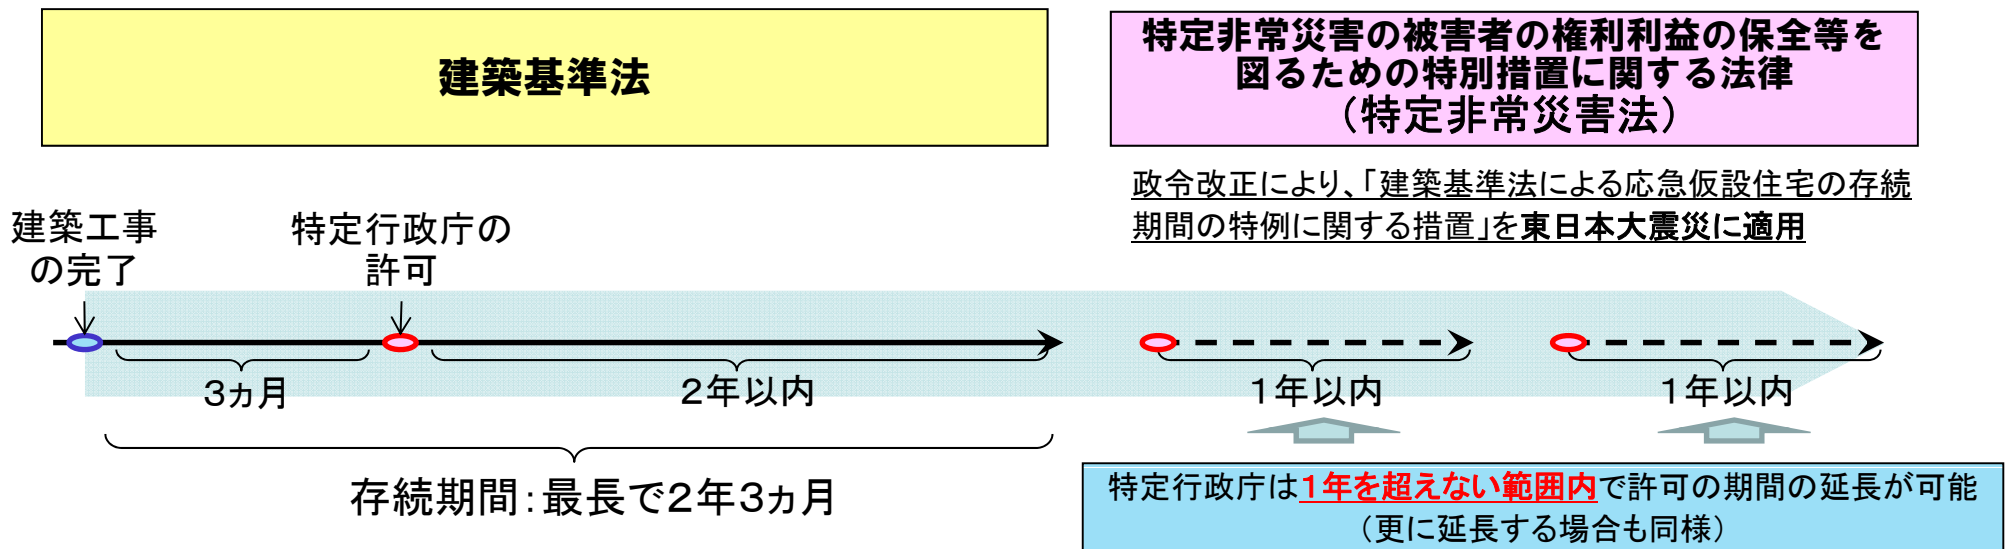 建築基準法
特定非常災害の被害者の権利利益の保全等を
図るための特別措置に関する法律
（特定非常災害法）
政令改正により、「建築基準法による応急仮設住宅の存続
期間の特例に関する措置」を東日本大震災に適用
建築工事
の完了
特定行政庁の
許可
３ヵ月
２年以内
１年以内
１年以内
存続期間：最長で２年３ヵ月
特定行政庁は１年を超えない範囲内で許可の期間の延長が可能
（更に延長する場合も同様）